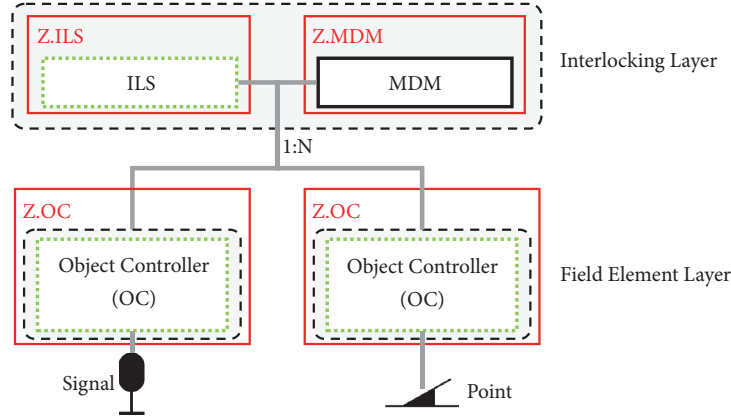 Z.ILS
Z.MDM
ILS
MDM
Interlocking Layer
1:N
Z.OC
Z.OC
Object Controller
(OC)
Object Controller
(OC)
Field Element Layer
Signal
Point